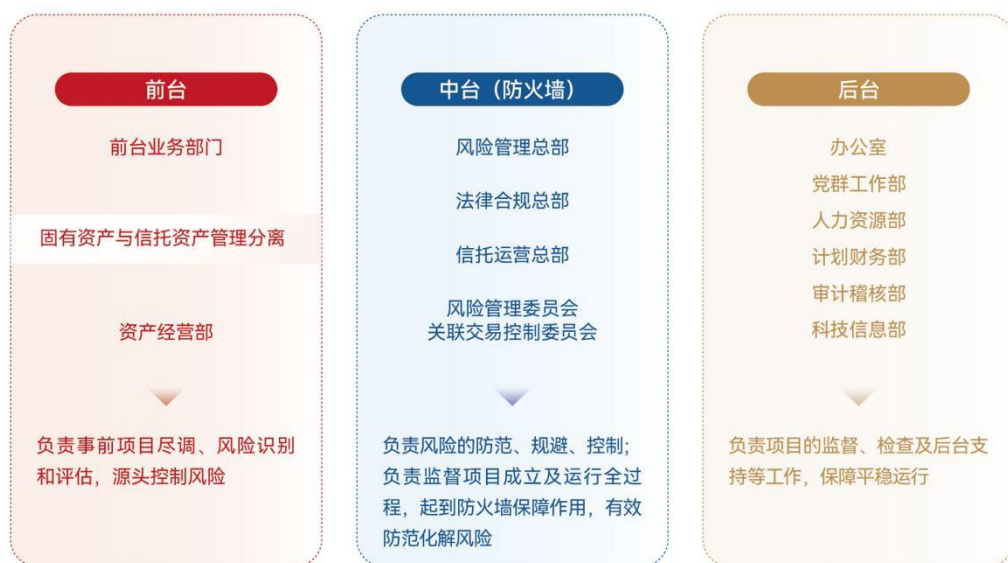 前台
前台业务部门
固有资产与信托资产管理分离
资产经营部
负责事前项目尽调、风险识别
和评估，源头控制风险
中台（防火墙）
风险管理总部
法律合规总部
信托运营总部
风险管理委员会
关联交易控制委员会
负责风险的防范、规避、控制；
负责监督项目成立及运行全过
程，起到防火墙保障作用，有效
防范化解风险
后台
办公室
党群工作部
人力资源部
计划财务部
审计稽核部
科技信息部
负责项目的监督、检查及后台支
持等工作，保障平稳运行